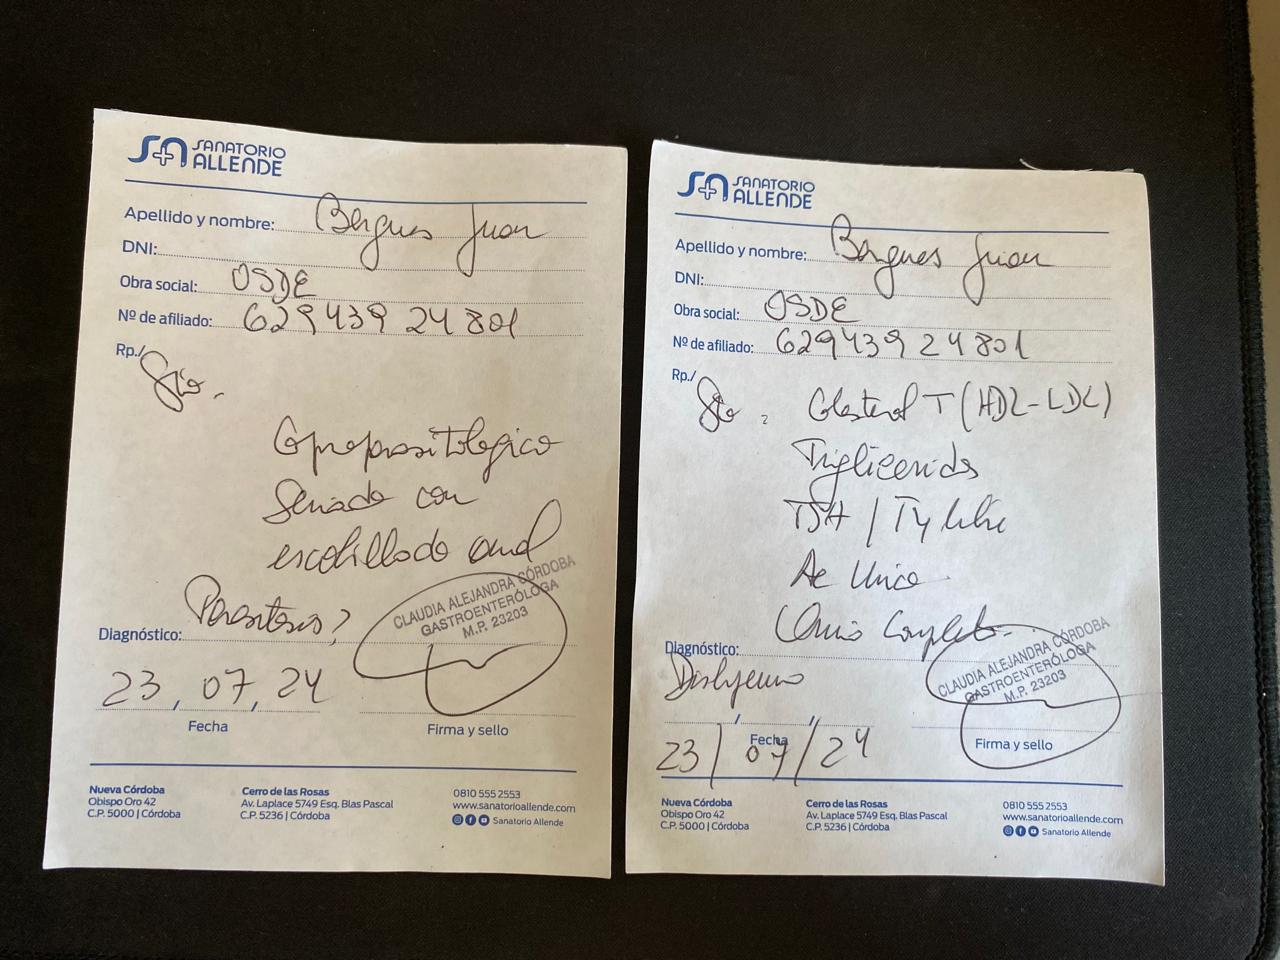 SANATORIO
ALLENDE
Apellido y nombre: Bergues Juan
DNI:
Obra social: OSDE
Nº de afiliado: 629439 24 801
Rp./ Sto.
Coproparasitologico
Seriado con
escobillado anal
Parasitosis?
Diagnóstico:
CLAUDIA ALEJANDRA CÓRDOBA
GASTROENTERÓLOGA
M.P. 23203
23, 07, 24
Fecha
Firma y sello
Nueva Córdoba
Obispo Oro 42
C.P. 5000 | Córdoba
Cerro de las Rosas
Av. Laplace 5749 Esq. Blas Pascal
C.P. 5236 | Córdoba
0810 555 2553
www.sanatorioallende.com
Sanatorio Allende
SANATORIO
ALLENDE
Apellido y nombre: Bergues Juan
DNI:
Obra social: OSDE
Nº de afiliado: 629439 24 801
Rp./ Sto: Colesterol T (HDL-LDL)
Trigliceridos
TSH / T4 libre
Ac Urico
Orina Completa
Diagnóstico:
Dislipemia
CLAUDIA ALEJANDRA CÓRDOBA
GASTROENTERÓLOGA
M.P. 23203
23/07/24
Fecha
Firma y sello
Nueva Córdoba
Obispo Oro 42
C.P. 5000 | Córdoba
Cerro de las Rosas
Av. Laplace 5749 Esq. Blas Pascal
C.P. 5236 | Córdoba
0810 555 2553
www.sanatorioallende.com
Sanatorio Allende